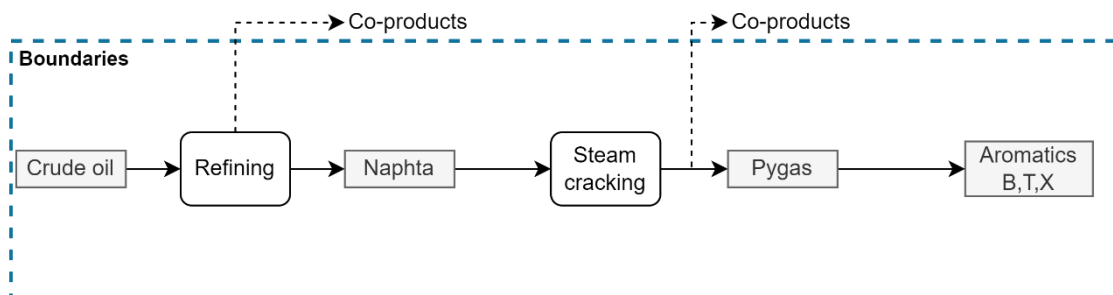 Co-products
Co-products
Boundaries
Crude oil
Refining
Naphta
Steam
cracking
Pygas
Aromatics
B,T,X